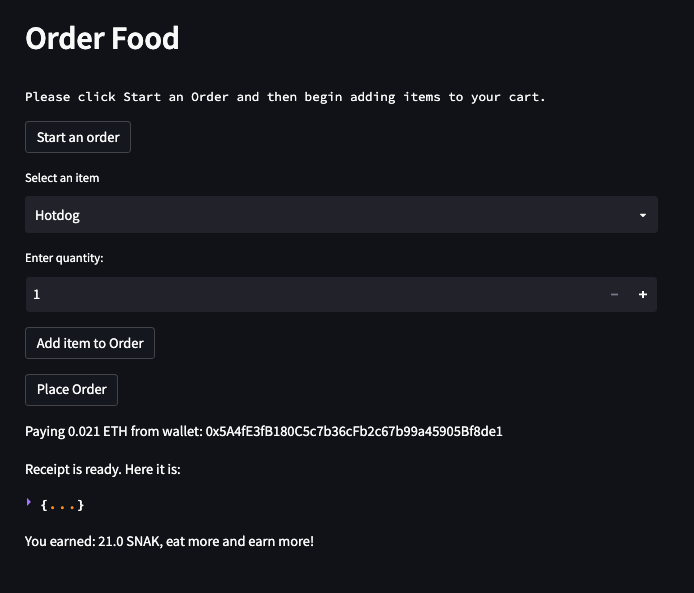 Order Food
Please click Start an Order and then begin adding items to your cart.
Start an order
Select an item
Hotdog
Enter quantity:
1
Add item to Order
Place Order
Paying 0.021 ETH from wallet: 0x5A4fE3fB180C5c7b36cFb2c67b99a45905Bf8de1
Receipt is ready. Here it is:
{...}
You earned: 21.0 SNAK, eat more and earn more!